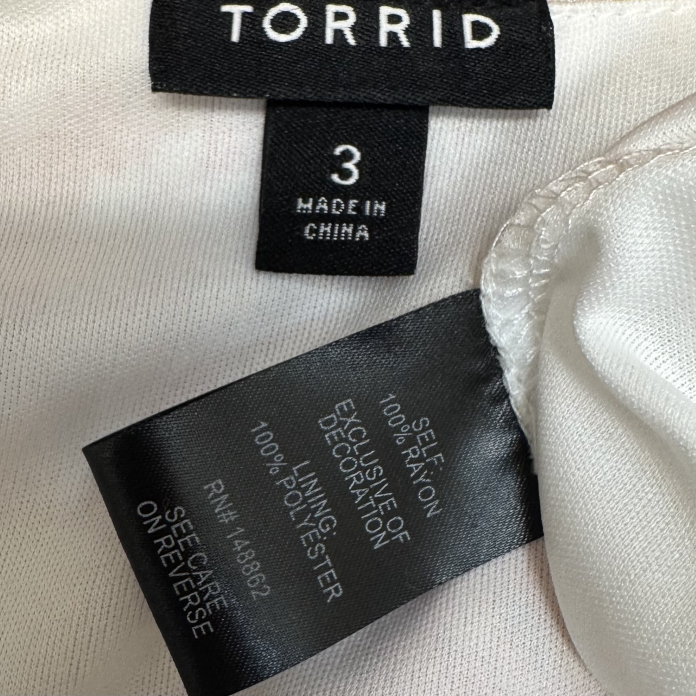 TORRID
3
MADE IN
CHINA
SELF:
100% RAYON
EXCLUSIVE OF
DECORATION
LINING:
100% POLYESTER
RN# 148862
SEE CARE
ON REVERSE